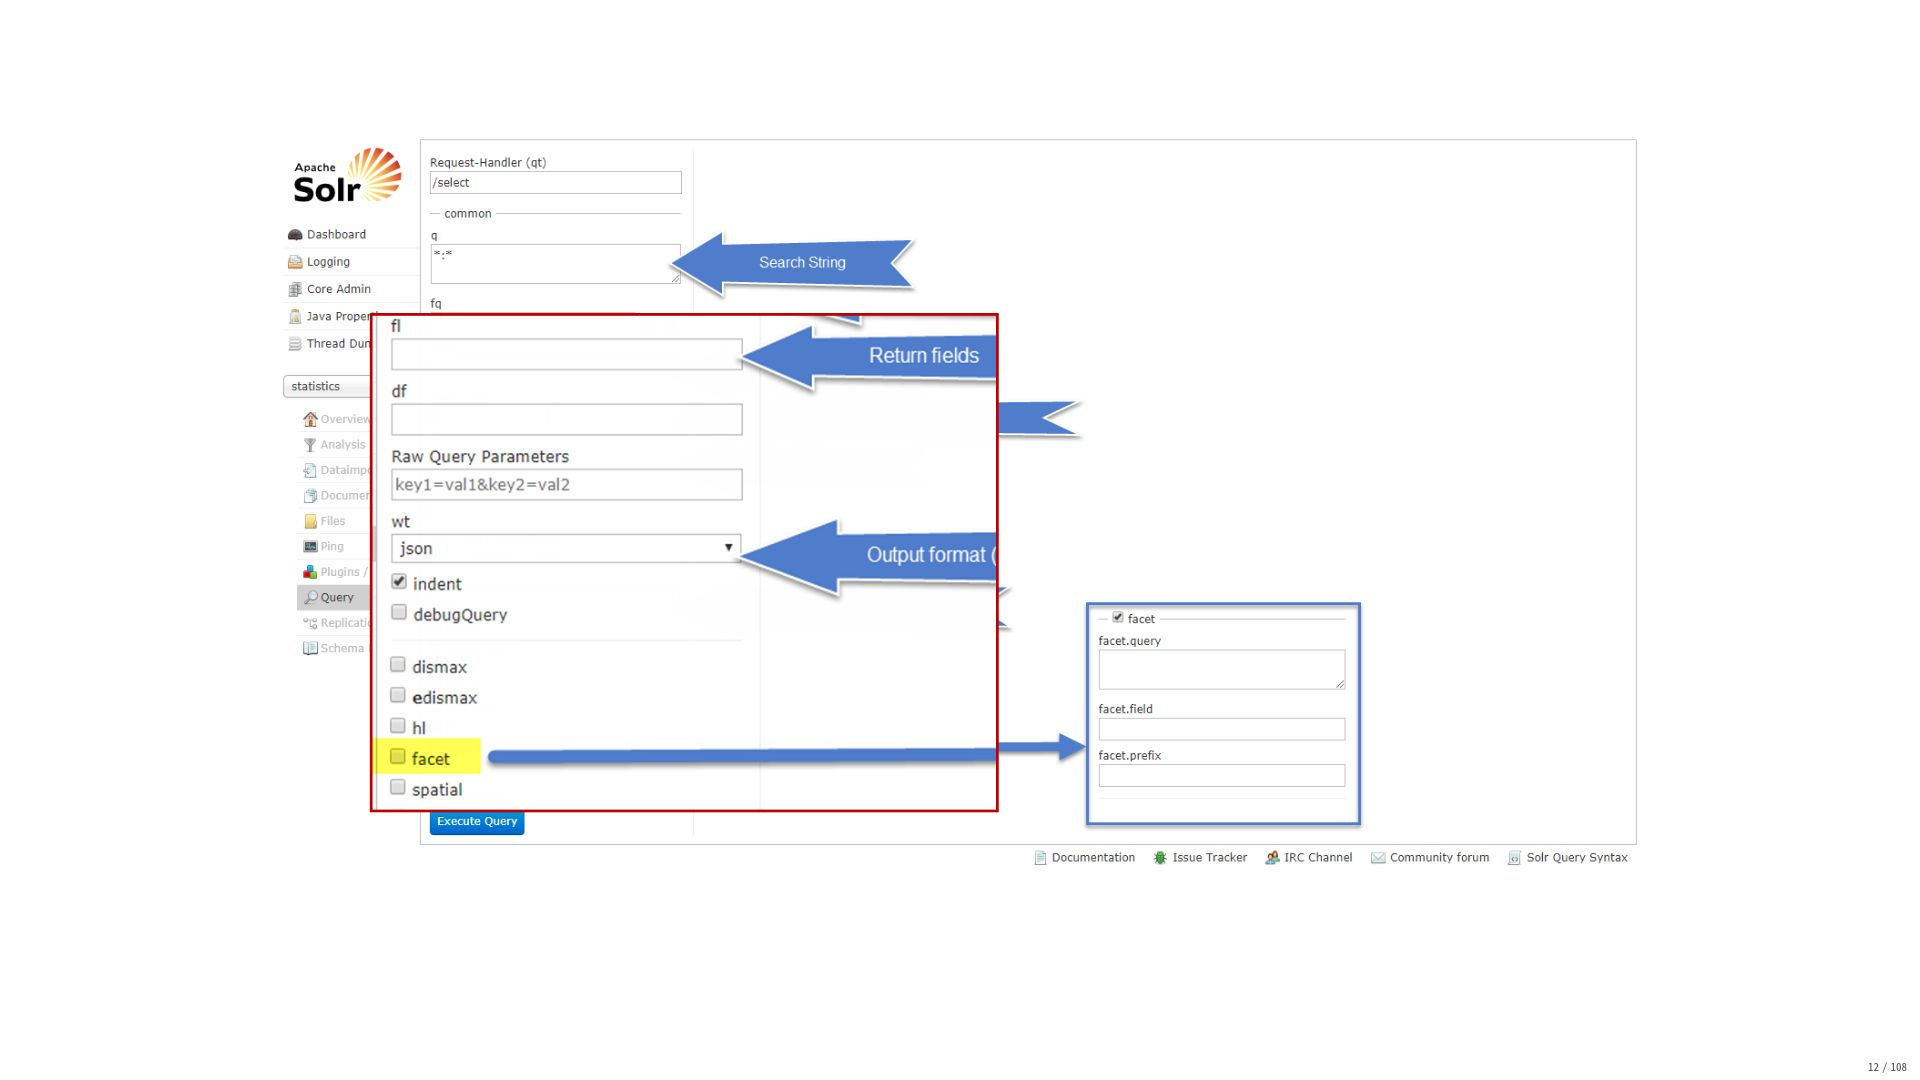 Apache
Solr
Dashboard
Logging
Core Admin
Java Proper
Thread Dun
statistics
Overview
Analysis
Dataimpo
Documer
Files
Ping
Plugins /
Query
Replicati
Schema
Request-Handler (qt)
/select
common
q
*:*
Search String
fq
fl
Return fields
df
Raw Query Parameters
key1=val1&key2=val2
wt
json
Output format (
indent
debugQuery
dismax
edismax
hl
facet
spatial
Execute Query
facet
facet.query
facet.field
facet.prefix
Documentation
Issue Tracker
IRC Channel
Community forum
Solr Query Syntax
12 / 108